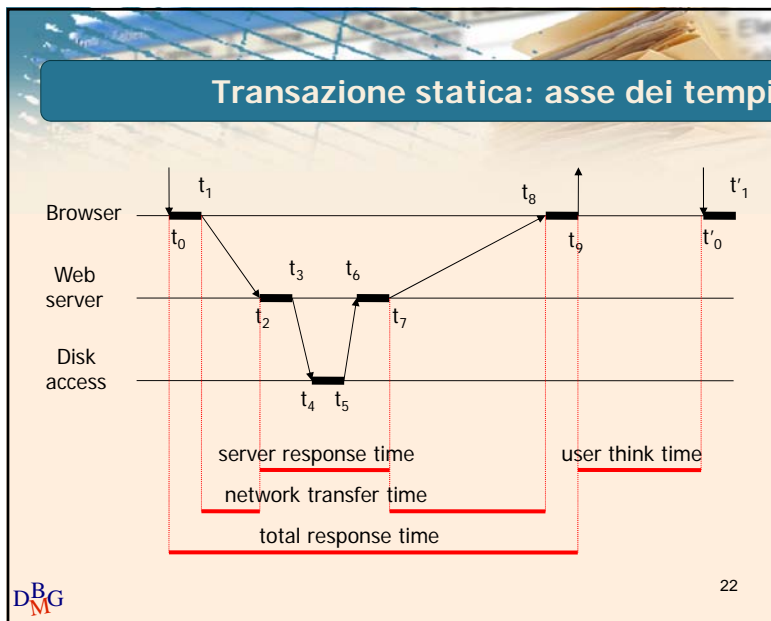 Transazione statica: asse dei tempi
t1
t8
t'1
Browser
t0
t9
t'0
t3
t6
Web
server
t2
t7
Disk
access
t4
t5
server response time
user think time
network transfer time
total response time
DBMG
22